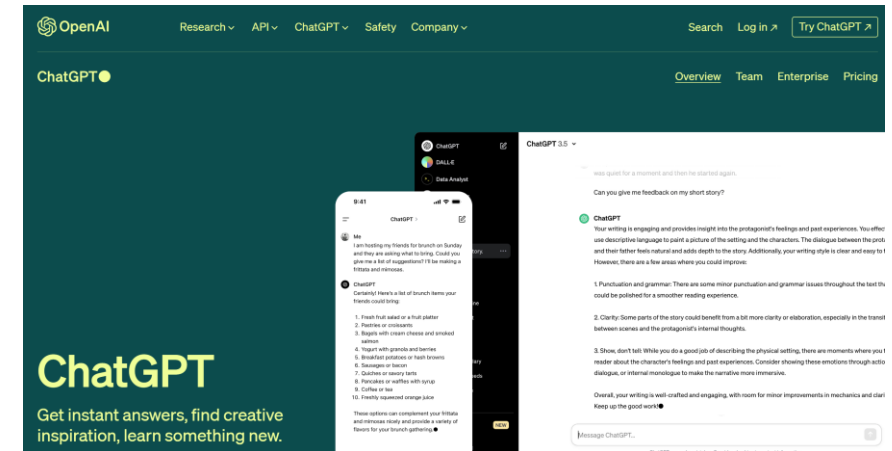 OpenAI
Research API ChatGPT Safety Company
Search Log in Try ChatGPT
ChatGPT
Overview Team Enterprise Pricing
ChatGPT
DALL·E
Data Analyst
ory
ne
lary
eds
NEW
9:41
ChatGPT
Me
I am hosting my friends for brunch on Sunday
and they are asking what to bring. Could you
give me a list of suggestions? I'll be making a
frittata and mimosas.
ChatGPT
Certainly! Here's a list of brunch items your
friends could bring:
1. Fresh fruit salad or a fruit platter
2. Pastries or croissants
3. Bagels with cream cheese and smoked
salmon
4. Yogurt with granola and berries
5. Breakfast potatoes or hash browns
6. Sausages or bacon
7. Quiches or savory tarts
8. Pancakes or waffles with syrup
9. Coffee or tea
10. Freshly squeezed orange juice
These options can complement your frittata
and mimosas nicely and provide a variety of
flavors for your brunch gathering.
ChatGPT 3.5
was quiet for a moment and then he started again.
Can you give me feedback on my short story?
ChatGPT
Your writing is engaging and provides insight into the protagonist's feelings and past experiences. You effec
use descriptive language to paint a picture of the setting and the characters. The dialogue between the prota
and their father feels natural and adds depth to the story. Additionally, your writing style is clear and easy to f
However, there are a few areas where you could improve:
1. Punctuation and grammar: There are some minor punctuation and grammar issues throughout the text tha
could be polished for a smoother reading experience.
2. Clarity: Some parts of the story could benefit from a bit more clarity or elaboration, especially in the transit
between scenes and the protagonist's internal thoughts.
3. Show, don't tell: While you do a good job of describing the physical setting, there are moments where you t
reader about the character's feelings and past experiences. Consider showing these emotions through actio
dialogue, or internal monologue to make the narrative more immersive.
Overall, your writing is well-crafted and engaging, with room for minor improvements in mechanics and clari
Keep up the good work!
Message ChatGPT...
ChatGPT
Get instant answers, find creative
inspiration, learn something new.